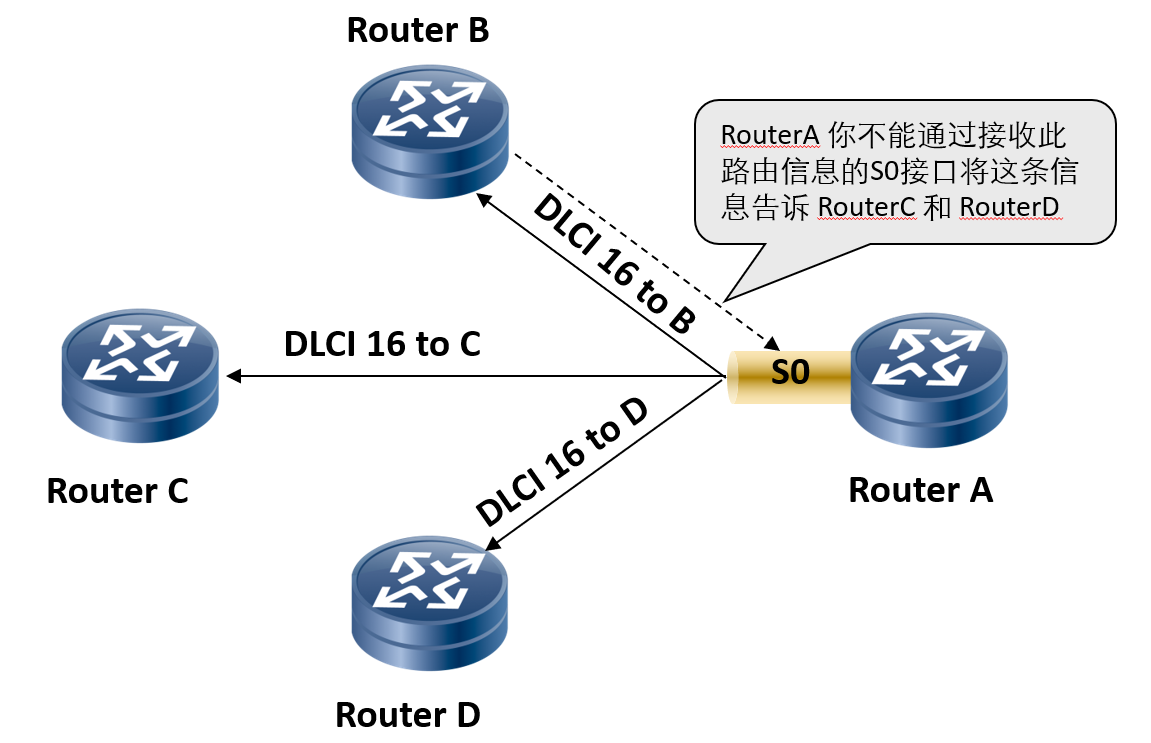 Router B
RouterA 你不能通过接收此
路由信息的S0接口将这条信
息告诉 RouterC 和 RouterD
DLCI 16 to B
DLCI 16 to C
S0
DLCI 16 to D
Router C
Router A
Router D